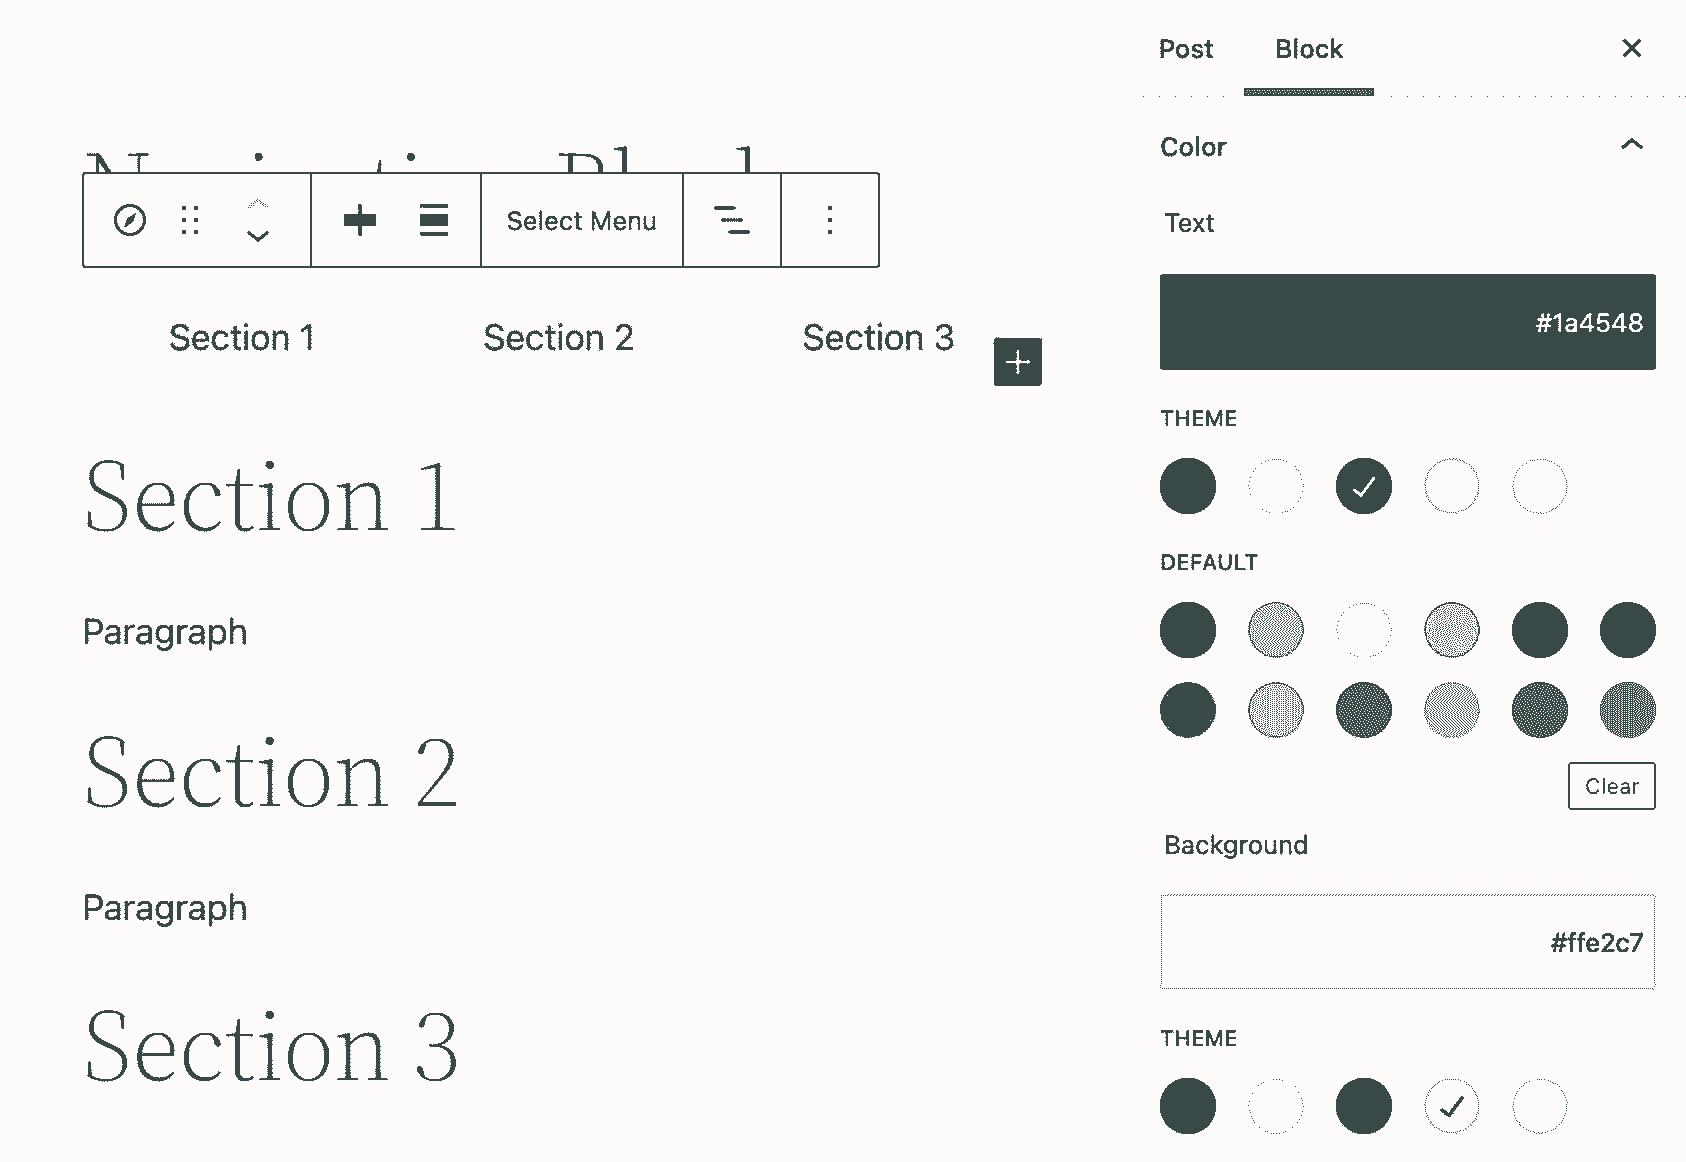 Post Block
Color
Text
#1a4548
THEME
DEFAULT
Clear
Background
#ffe2c7
THEME
Select Menu
Section 1 Section 2 Section 3
Section 1
Paragraph
Section 2
Paragraph
Section 3